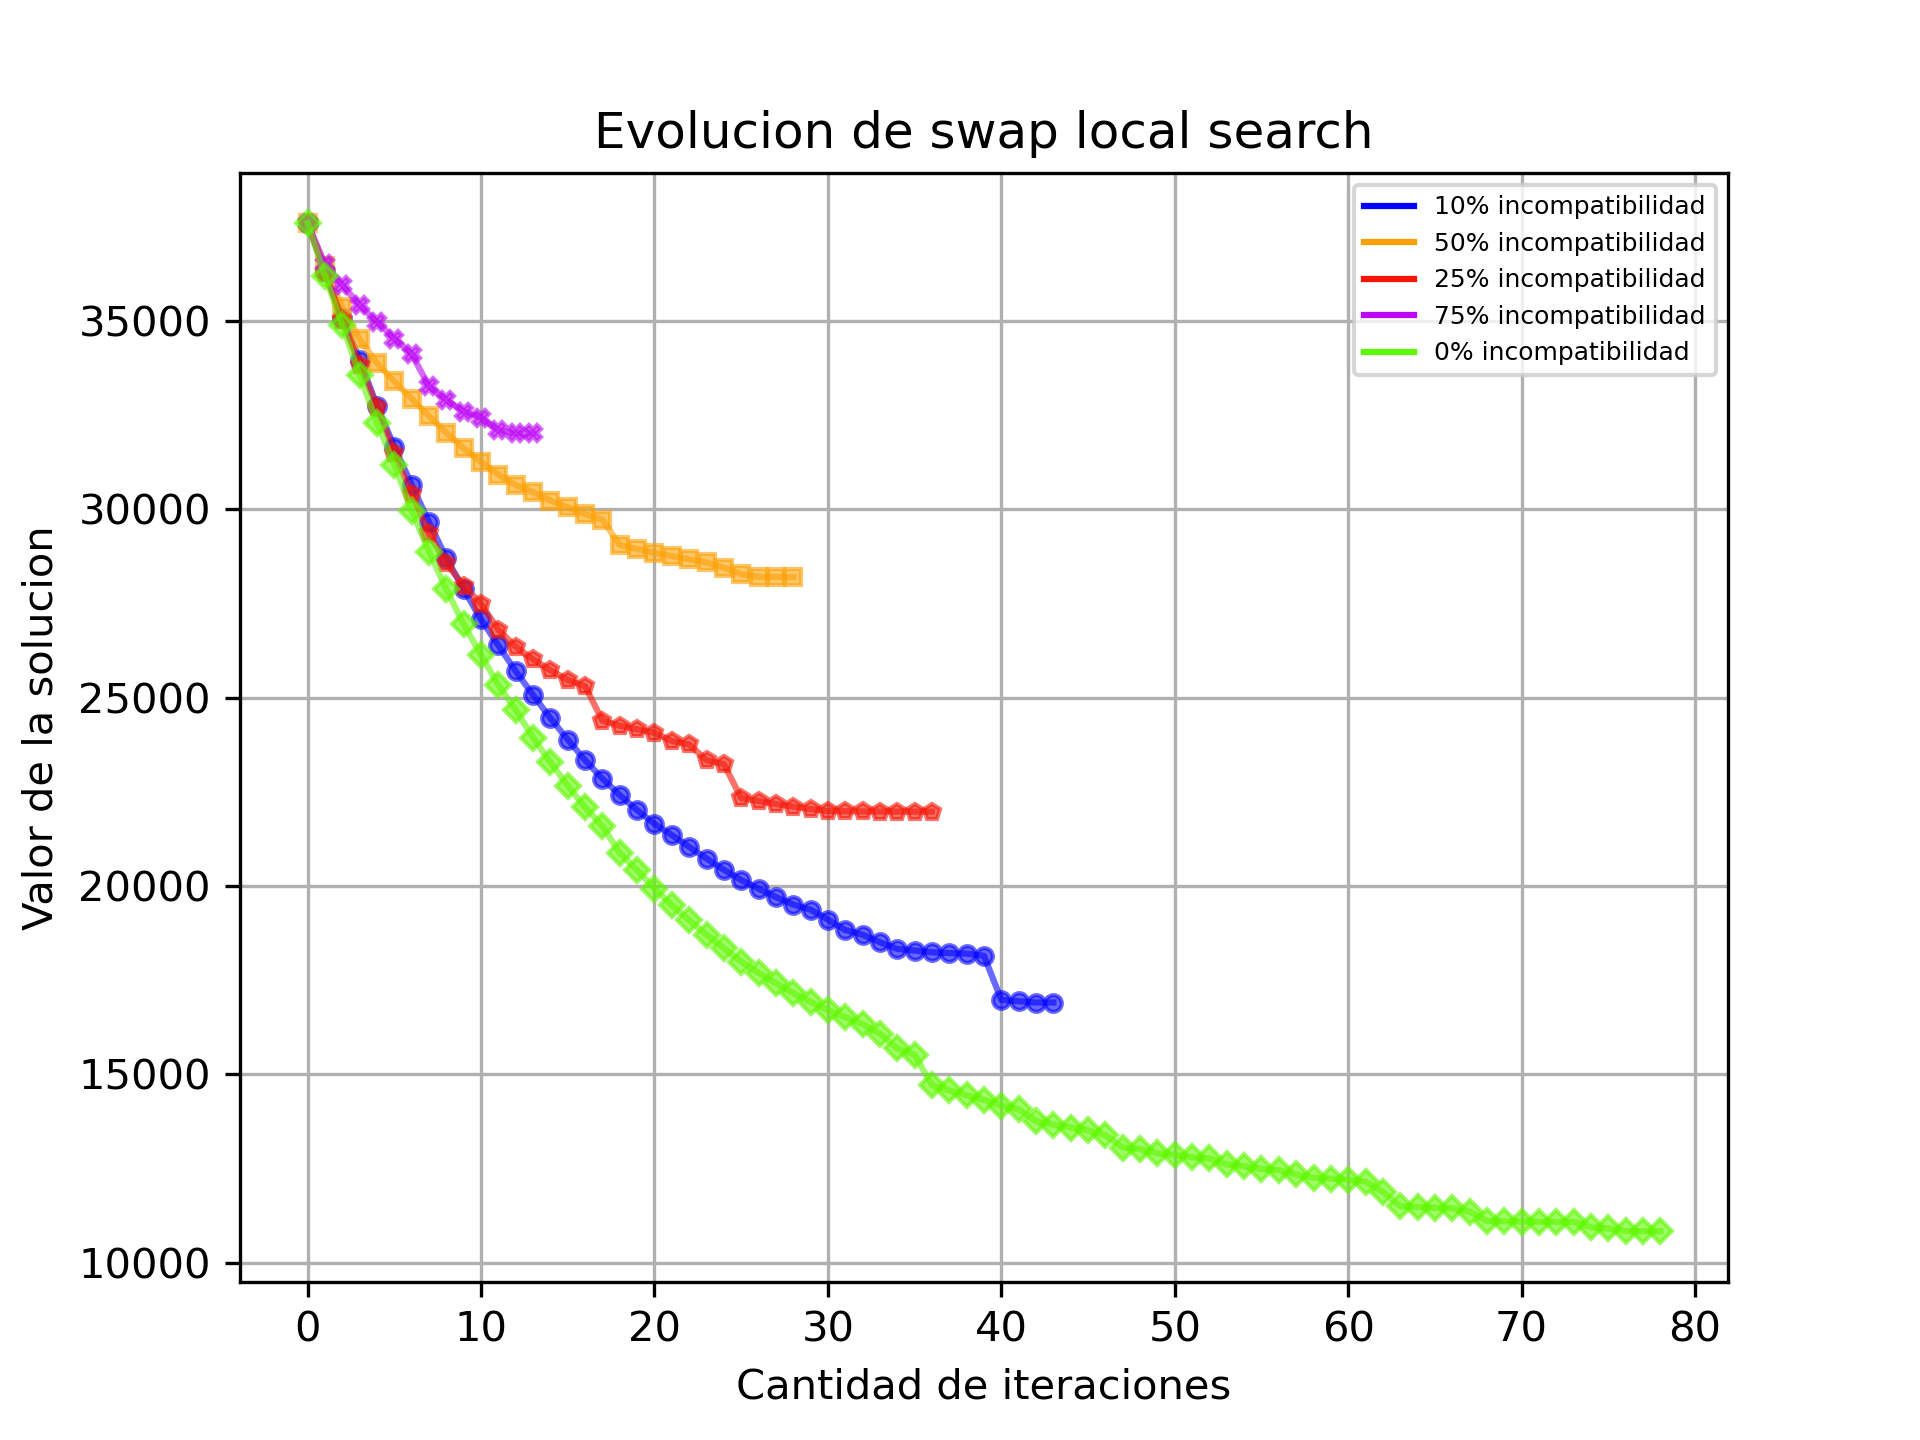 Evolucion de swap local search
10% incompatibilidad
50% incompatibilidad
25% incompatibilidad
75% incompatibilidad
0% incompatibilidad
Valor de la solucion
35000
30000
25000
20000
15000
10000
0 10 20 30 40 50 60 70 80
Cantidad de iteraciones